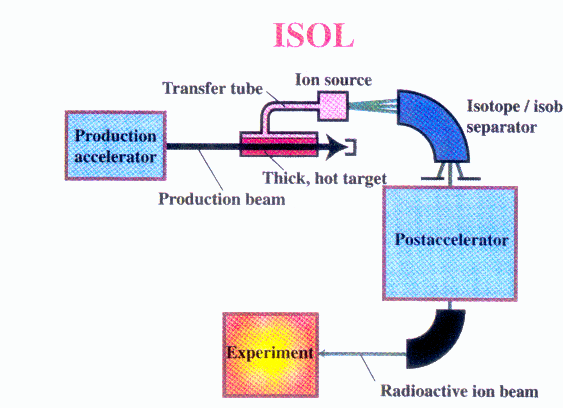 ISOL
Ion source
Transfer tube
Isotope / isob
separator
Production
accelerator
Thick, hot target
Production beam
Postaccelerator
Experiment
Radioactive ion beam